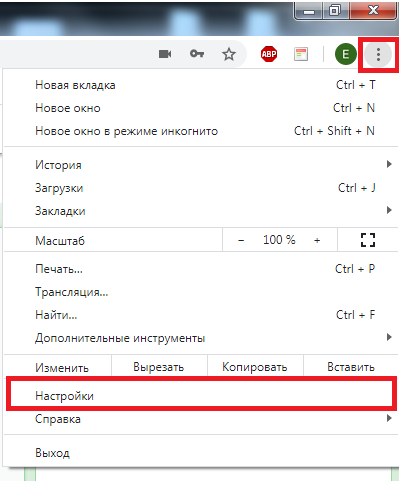 ABP E
Новая вкладка Ctrl + T
Новое окно Ctrl + N
Новое окно в режиме инкогнито Ctrl + Shift + N
История
Загрузки Ctrl + J
Закладки
Масштаб − 100 % +
Печать... Ctrl + P
Трансляция...
Найти... Ctrl + F
Дополнительные инструменты
Изменить Вырезать Копировать Вставить
Настройки
Справка
Выход